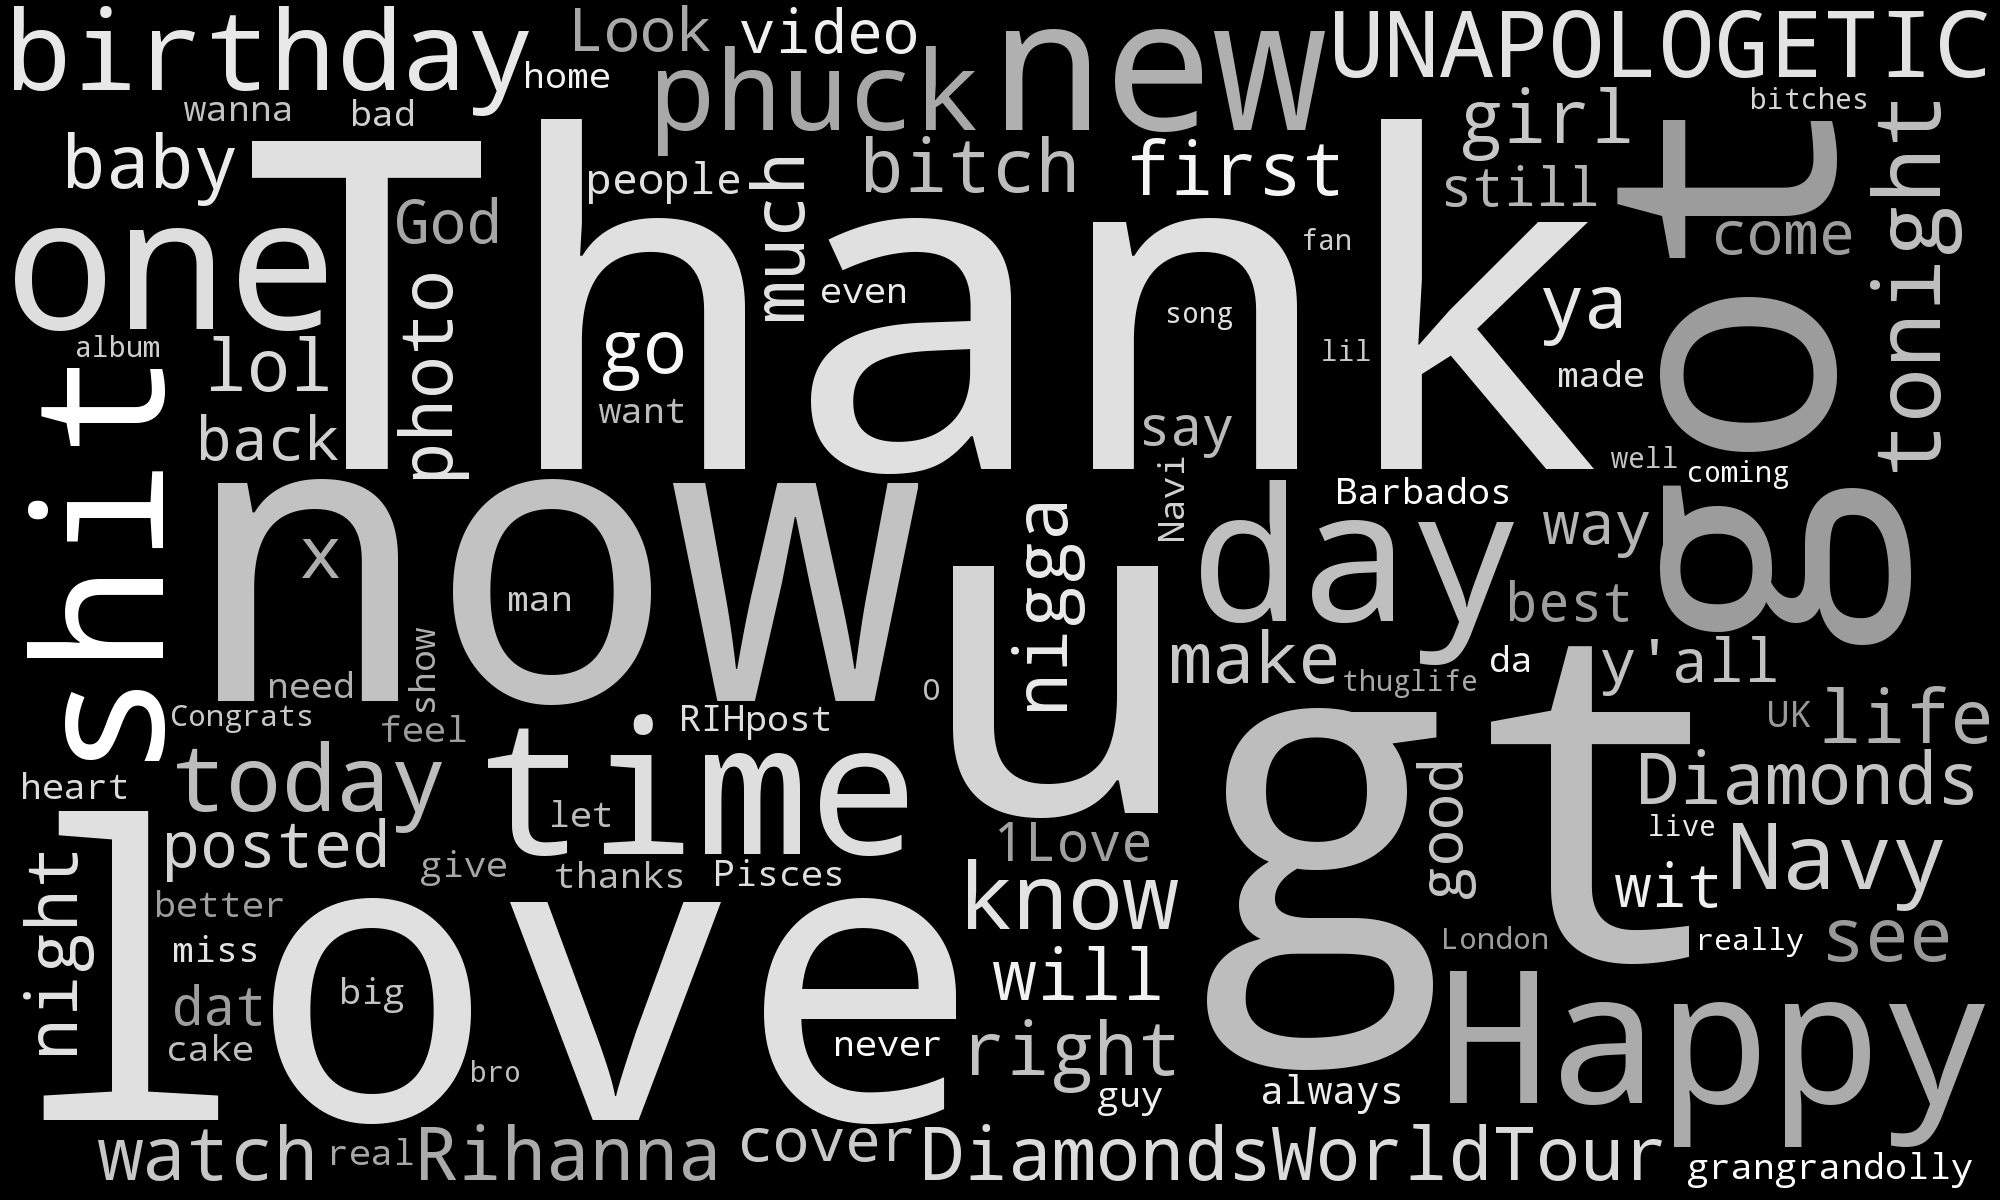 birthday
Look
video
new
UNAPOLOGETIC
home
phuck
wanna
bad
girl
bitches
baby
Thank
people
much
bitch
first
still
got
tonight
one
God
photo
fan
come
even
song
ya
album
lol
go
lil
made
shit
back
want
say
well
coming
now
Navi
Barbados
nigga
day
way
x
man
u
best
need
show
O
make
thuglife
da
y'all
Congrats
feel
time
RIHpost
gt
UK
life
heart
today
let
good
Diamonds
posted
give
thanks
Pisces
1Love
live
Navy
night
love
better
know
wit
miss
London
really
see
big
will
dat
cake
never
right
Happy
bro
guy
always
watch
real
Rihanna
cover
DiamondsWorldTour
grangrandolly